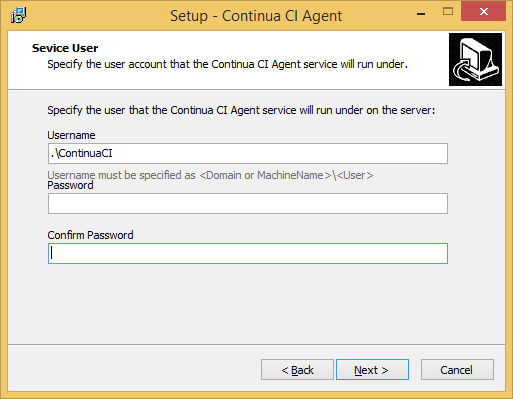 Setup - Continua CI Agent
Sevice User
Specify the user account that the Continua CI Agent service will run under.
Specify the user that the Continua CI Agent service will run under on the server:
Username
.\ContinuaCI
Username must be specified as <Domain or MachineName>\<User>
Password
Confirm Password
< Back
Next >
Cancel